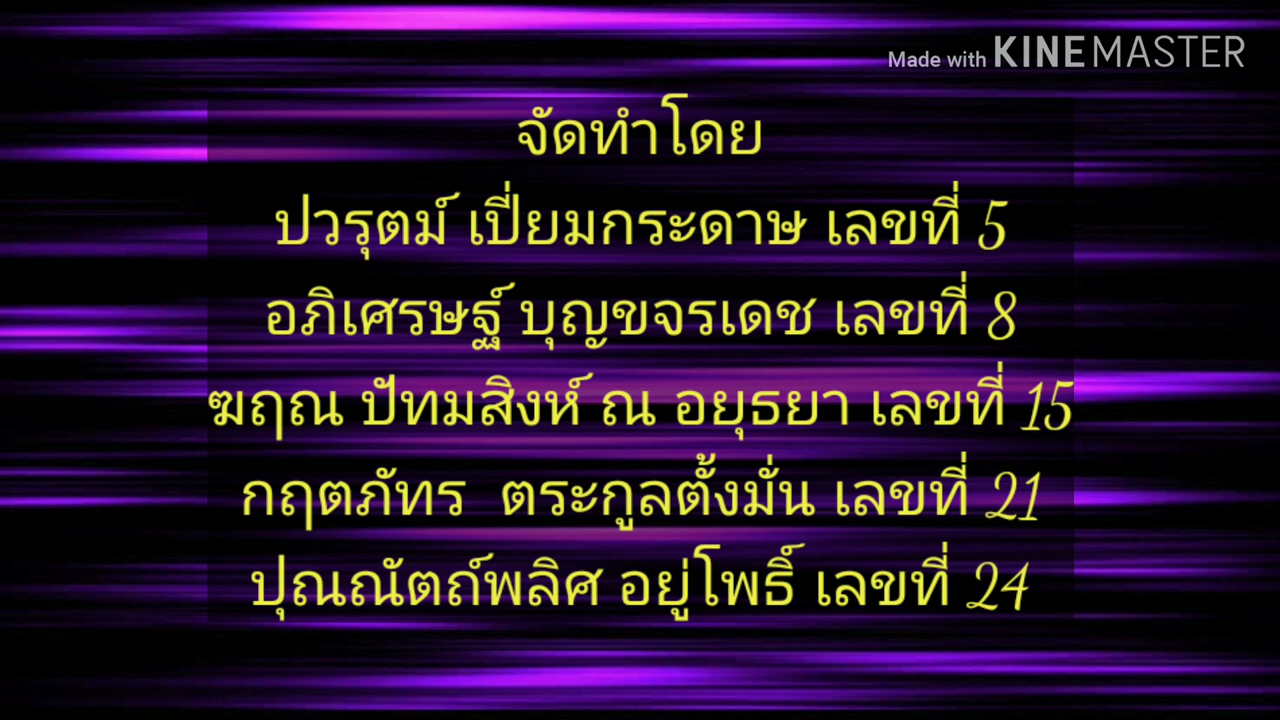 Made with KINEMASTER
จัดทำโดย
ปวรุตม์ เปี่ยมกระดาษ เลขที่ 5
อภิเศรษฐ์ บุญขจรเดช เลขที่ 8
ฆฤณ ปัทมสิงห์ ณ อยุธยา เลขที่ 15
กฤตภัทร  ตระกูลตั้งมั่น เลขที่ 21
ปุณณัตถ์พลิศ อยู่โพธิ์ เลขที่ 24